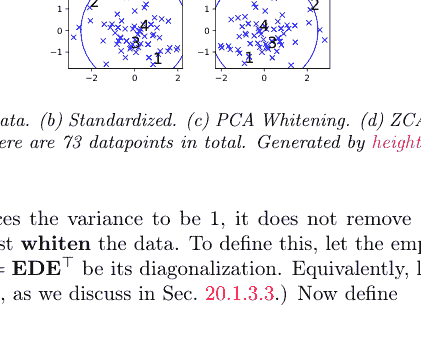 1
0
−1
−2 0 2
2
4
3
1
1
0
−1
−2 0 2
2
4
3
1
ata. (b) Standardized. (c) PCA Whitening. (d) ZCA
ere are 73 datapoints in total. Generated by height
ces the variance to be 1, it does not remove
st whiten the data. To define this, let the emp
= EDE⊤ be its diagonalization. Equivalently, l
, as we discuss in Sec. 20.1.3.3.) Now define